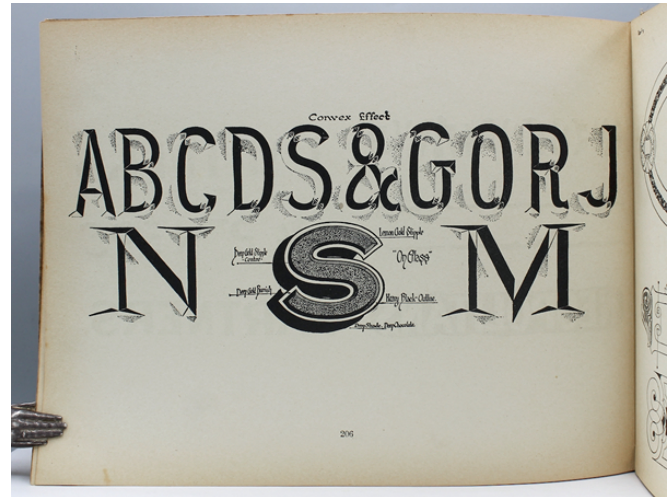 Convex Effect
ABCDS&GORJ
N S M
Lemon Gold Stipple
Deep Gold Stipple
Centre
"On Glass"
Deep Gold Burnish
Heavy Black Outline
Deep Shade Deep Chocolate
206